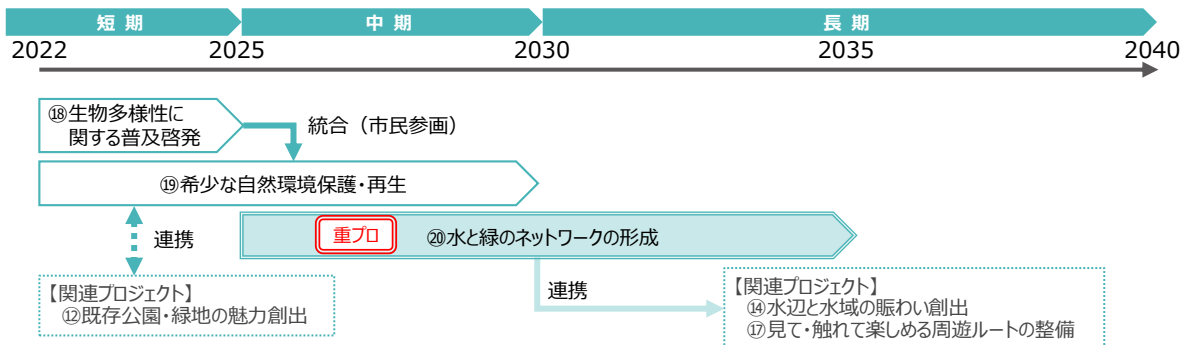 短期 中期 長期
2022 2025 2030 2035 2040
⑱生物多様性に
関する普及啓発
統合（市民参画）
⑲希少な自然環境保護・再生
連携
重プロ ⑳水と緑のネットワークの形成
【関連プロジェクト】
⑫既存公園・緑地の魅力創出
連携
【関連プロジェクト】
⑭水辺と水域の賑わい創出
⑰見て・触れて楽しめる周遊ルートの整備